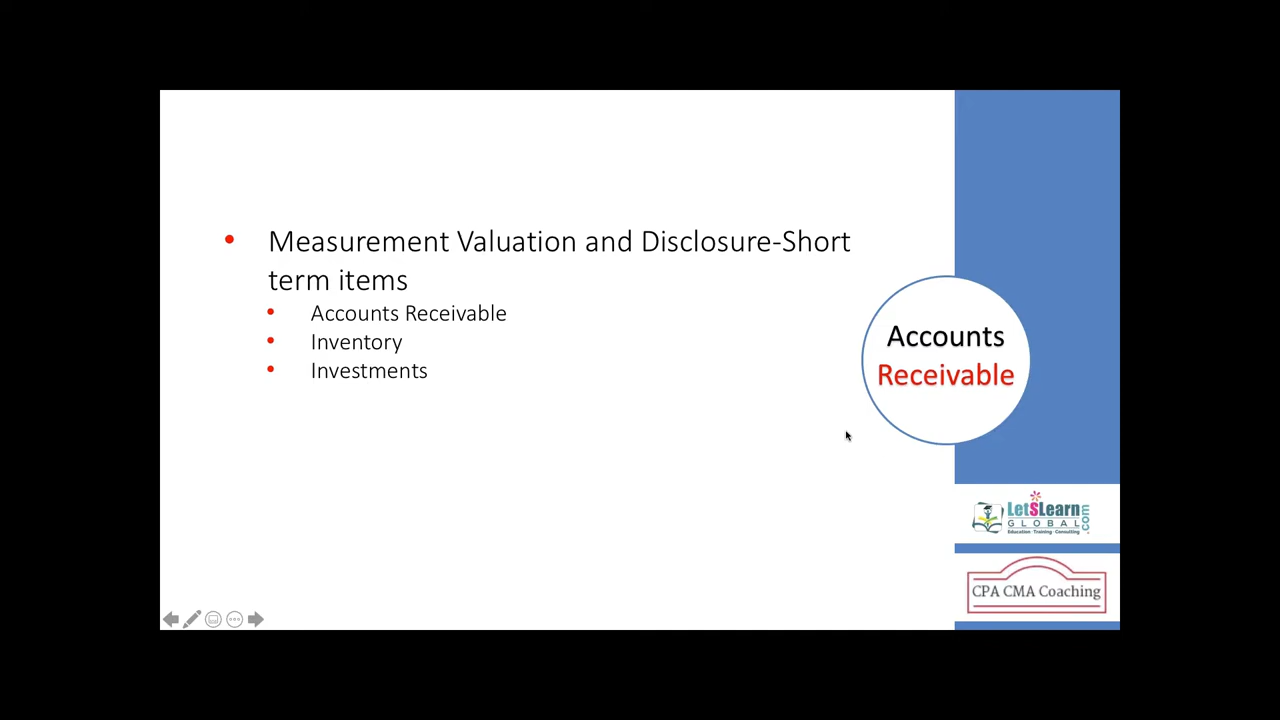 Measurement Valuation and Disclosure-Short
term items
Accounts Receivable
Inventory
Investments
Accounts
Receivable
LetSLearn
GLOBAL
.com
Education · Training · Consulting
CPA CMA Coaching